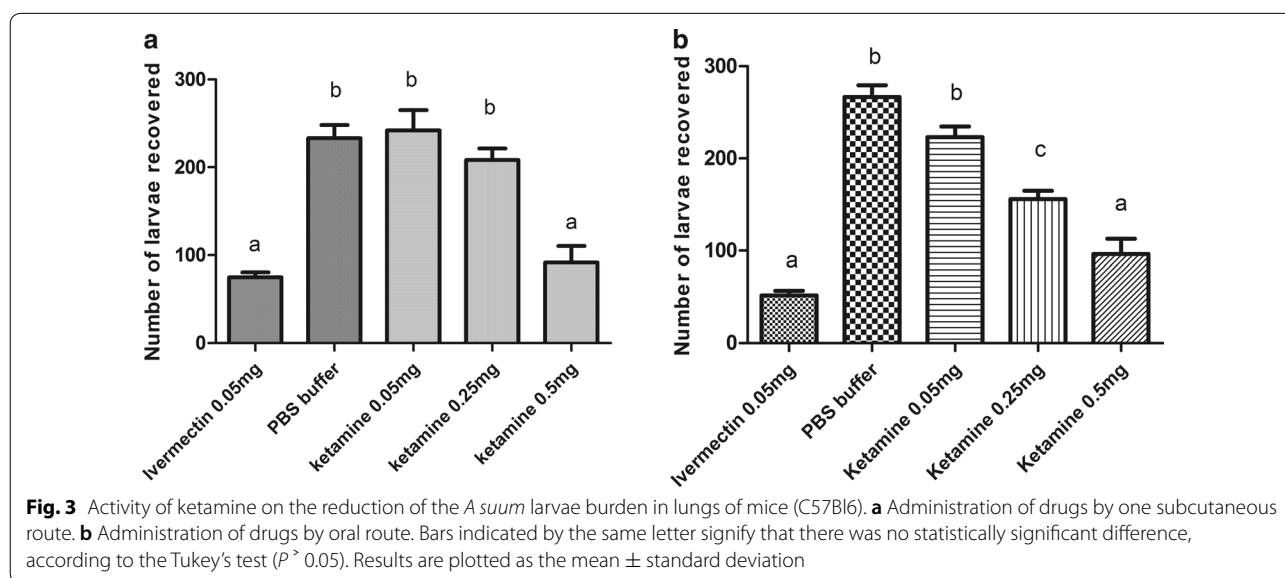 a
Number of larvae recovered
300
200
100
0
a
b
b
b
a
Ivermectin 0.05mg
PBS buffer
ketamine 0.05mg
ketamine 0.25mg
ketamine 0.5mg
b
Number of larvae recovered
300
200
100
0
a
b
b
c
a
Ivermectin 0.05mg
PBS buffer
Ketamine 0.05mg
Ketamine 0.25mg
Ketamine 0.5mg
Fig. 3 Activity of ketamine on the reduction of the A suum larvae burden in lungs of mice (C57Bl6). a Administration of drugs by one subcutaneous
route. b Administration of drugs by oral route. Bars indicated by the same letter signify that there was no statistically significant difference,
according to the Tukey's test (P > 0.05). Results are plotted as the mean ± standard deviation